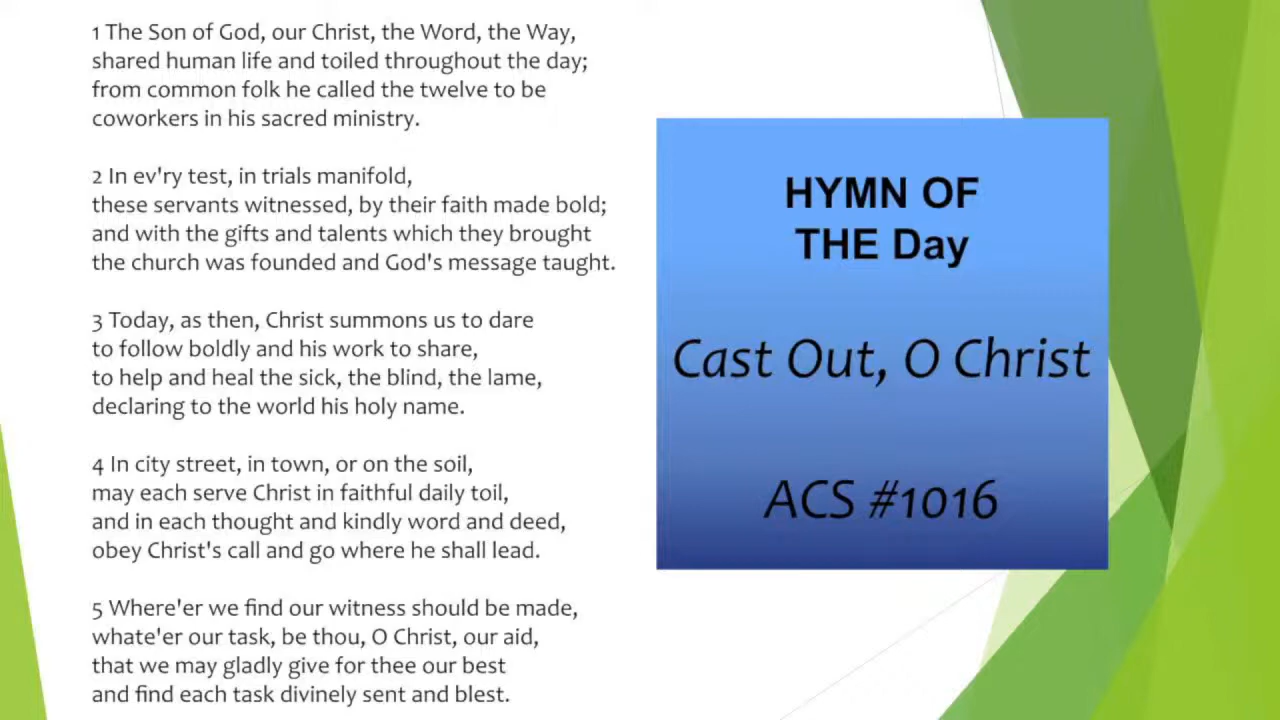 1 The Son of God, our Christ, the Word, the Way,
shared human life and toiled throughout the day;
from common folk he called the twelve to be
coworkers in his sacred ministry.
2 In ev'ry test, in trials manifold,
these servants witnessed, by their faith made bold;
and with the gifts and talents which they brought
the church was founded and God's message taught.
3 Today, as then, Christ summons us to dare
to follow boldly and his work to share,
to help and heal the sick, the blind, the lame,
declaring to the world his holy name.
4 In city street, in town, or on the soil,
may each serve Christ in faithful daily toil,
and in each thought and kindly word and deed,
obey Christ's call and go where he shall lead.
5 Where'er we find our witness should be made,
whate'er our task, be thou, O Christ, our aid,
that we may gladly give for thee our best
and find each task divinely sent and blest.
HYMN OF
THE Day
Cast Out, O Christ
ACS #1016